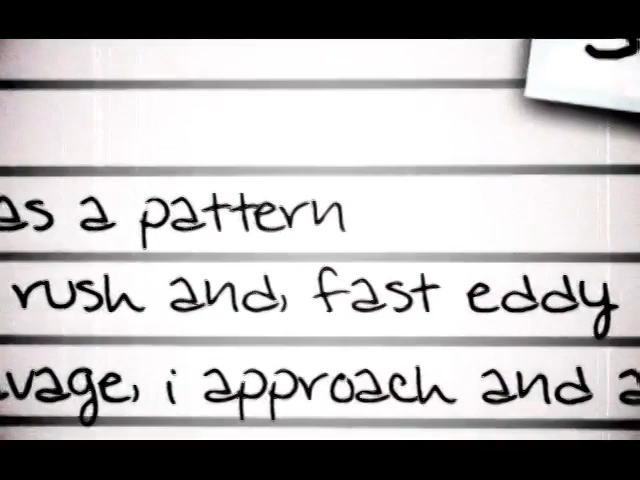 as a pattern
rush and, fast eddy
vage, i approach and a